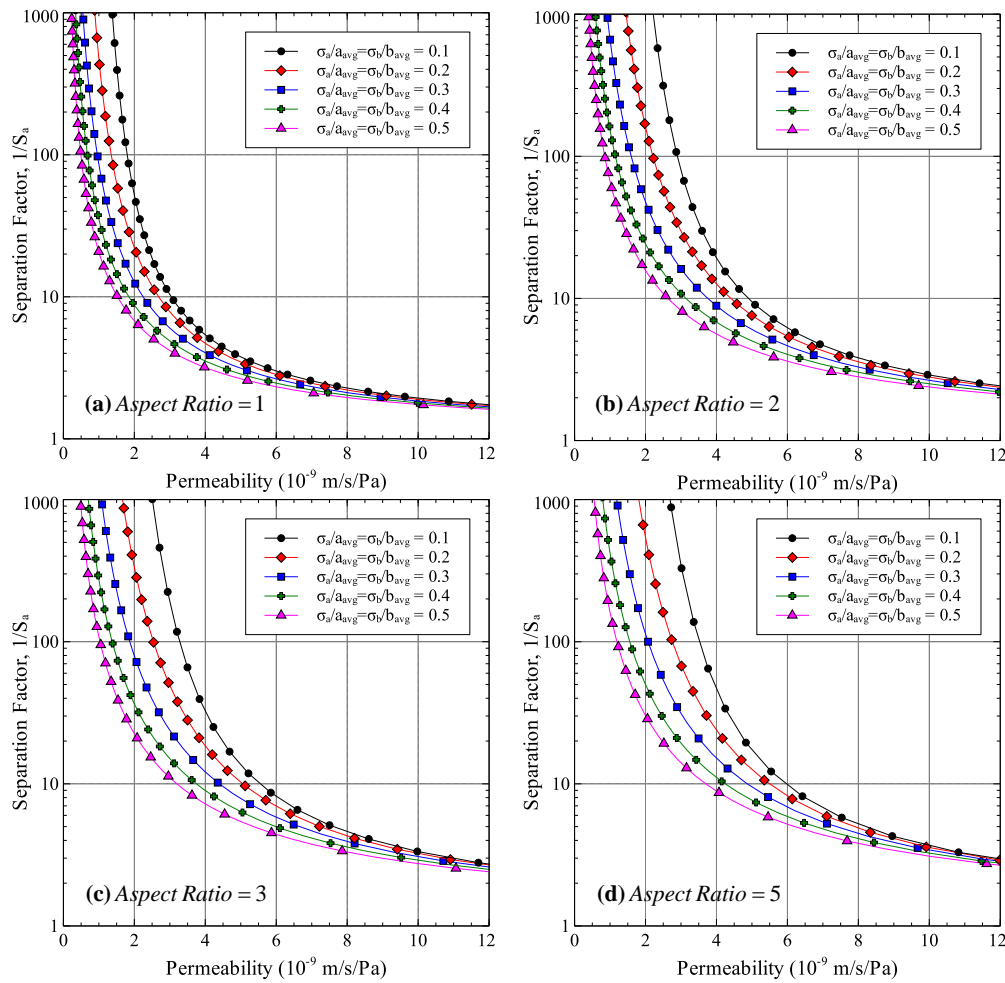 1000
100
10
1
Separation Factor, 1/Sₐ
σₐ/aₐᵥg=σb/bₐᵥg = 0.1
σₐ/aₐᵥg=σb/bₐᵥg = 0.2
σₐ/aₐᵥg=σb/bₐᵥg = 0.3
σₐ/aₐᵥg=σb/bₐᵥg = 0.4
σₐ/aₐᵥg=σb/bₐᵥg = 0.5
(a) Aspect Ratio = 1
0 2 4 6 8 10 12
Permeability (10⁻⁹ m/s/Pa)
1000
100
10
1
Separation Factor, 1/Sₐ
σₐ/aₐᵥg=σb/bₐᵥg = 0.1
σₐ/aₐᵥg=σb/bₐᵥg = 0.2
σₐ/aₐᵥg=σb/bₐᵥg = 0.3
σₐ/aₐᵥg=σb/bₐᵥg = 0.4
σₐ/aₐᵥg=σb/bₐᵥg = 0.5
(b) Aspect Ratio = 2
0 2 4 6 8 10 12
Permeability (10⁻⁹ m/s/Pa)
1000
100
10
1
Separation Factor, 1/Sₐ
σₐ/aₐᵥg=σb/bₐᵥg = 0.1
σₐ/aₐᵥg=σb/bₐᵥg = 0.2
σₐ/aₐᵥg=σb/bₐᵥg = 0.3
σₐ/aₐᵥg=σb/bₐᵥg = 0.4
σₐ/aₐᵥg=σb/bₐᵥg = 0.5
(c) Aspect Ratio = 3
0 2 4 6 8 10 12
Permeability (10⁻⁹ m/s/Pa)
1000
100
10
1
Separation Factor, 1/Sₐ
σₐ/aₐᵥg=σb/bₐᵥg = 0.1
σₐ/aₐᵥg=σb/bₐᵥg = 0.2
σₐ/aₐᵥg=σb/bₐᵥg = 0.3
σₐ/aₐᵥg=σb/bₐᵥg = 0.4
σₐ/aₐᵥg=σb/bₐᵥg = 0.5
(d) Aspect Ratio = 5
0 2 4 6 8 10 12
Permeability (10⁻⁹ m/s/Pa)